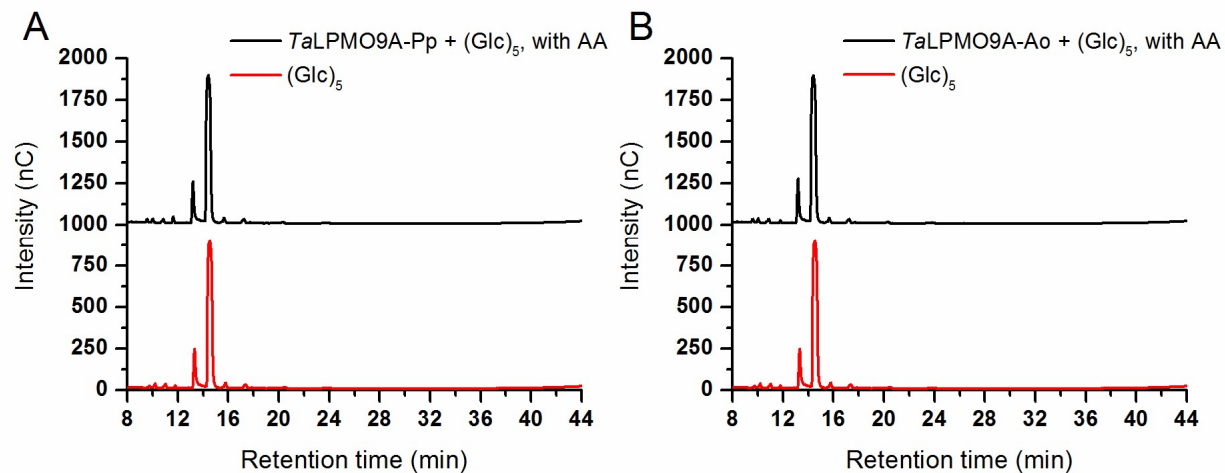 A
TaLPMO9A-Pp + (Glc)5, with AA
(Glc)5
2000
1750
1500
1250
1000
750
500
250
0
Intensity (nC)
8 12 16 20 24 28 32 36 40 44
Retention time (min)
B
TaLPMO9A-Ao + (Glc)5, with AA
(Glc)5
2000
1750
1500
1250
1000
750
500
250
0
Intensity (nC)
8 12 16 20 24 28 32 36 40 44
Retention time (min)